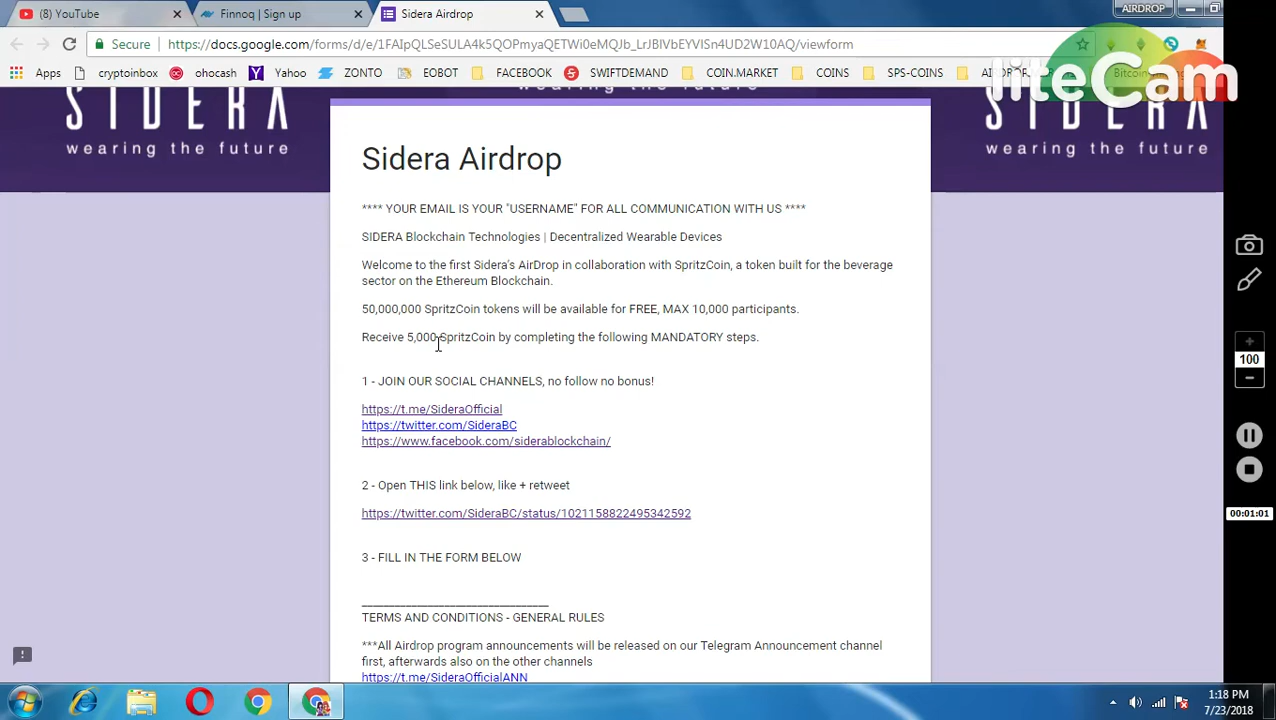 (8) YouTube
Finnoq | Sign up
Sidera Airdrop
AIRDROP
Secure
https://docs.google.com/forms/d/e/1FAIpQLSeSULA4k5QOPmyaQETWi0eMQJb_LrJBIVbEYVISn4UD2W10AQ/viewform
Apps
cryptoinbox
ohocash
Yahoo
ZONTO
EOBOT
FACEBOOK
SWIFTDEMAND
COIN.MARKET
COINS
SPS-COINS
liteCam
wearing the future
SIDERA
wearing the future
SIDERA
wearing the future
Sidera Airdrop
**** YOUR EMAIL IS YOUR "USERNAME" FOR ALL COMMUNICATION WITH US ****
SIDERA Blockchain Technologies | Decentralized Wearable Devices
Welcome to the first Sidera's AirDrop in collaboration with SpritzCoin, a token built for the beverage
sector on the Ethereum Blockchain.
50,000,000 SpritzCoin tokens will be available for FREE, MAX 10,000 participants.
Receive 5,000 SpritzCoin by completing the following MANDATORY steps.
1 - JOIN OUR SOCIAL CHANNELS, no follow no bonus!
https://t.me/SideraOfficial
https://twitter.com/SideraBC
https://www.facebook.com/siderablockchain/
2 - Open THIS link below, like + retweet
https://twitter.com/SideraBC/status/1021158822495342592
3 - FILL IN THE FORM BELOW
________________________________
TERMS AND CONDITIONS - GENERAL RULES
***All Airdrop program announcements will be released on our Telegram Announcement channel
first, afterwards also on the other channels
https://t.me/SideraOfficialANN
100
00:01:01
1:18 PM
7/23/2018